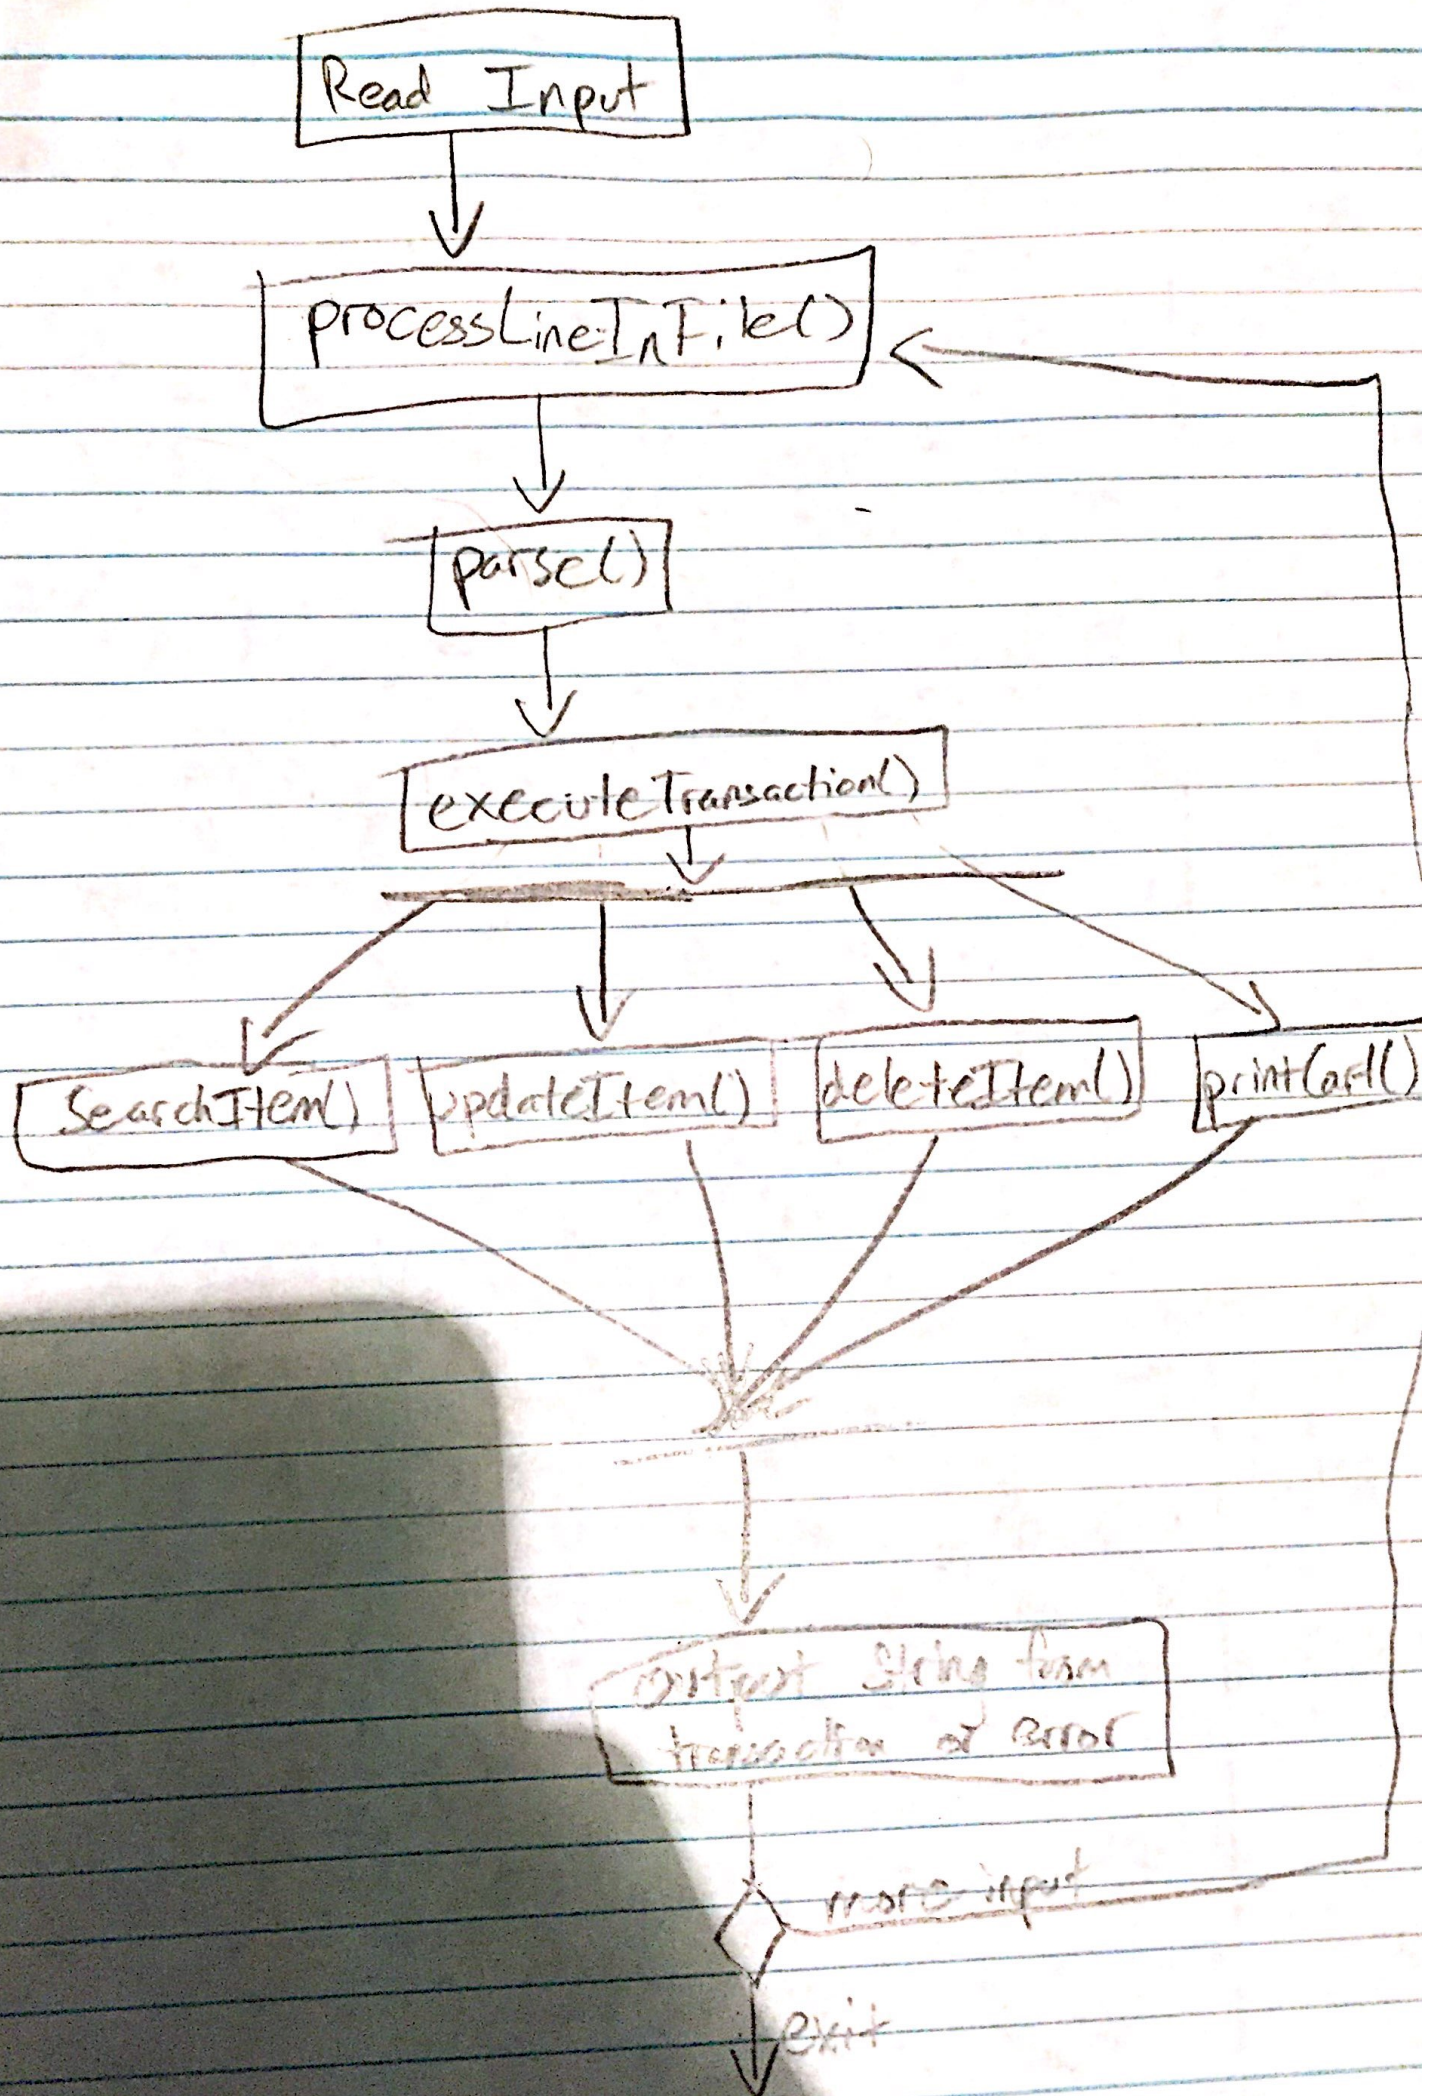 Read Input
processLineInFile()
parse()
executeTransaction()
SearchItem()
updateItem()
deleteItem()
printCart()
Output String from
transaction or error
more input
exit